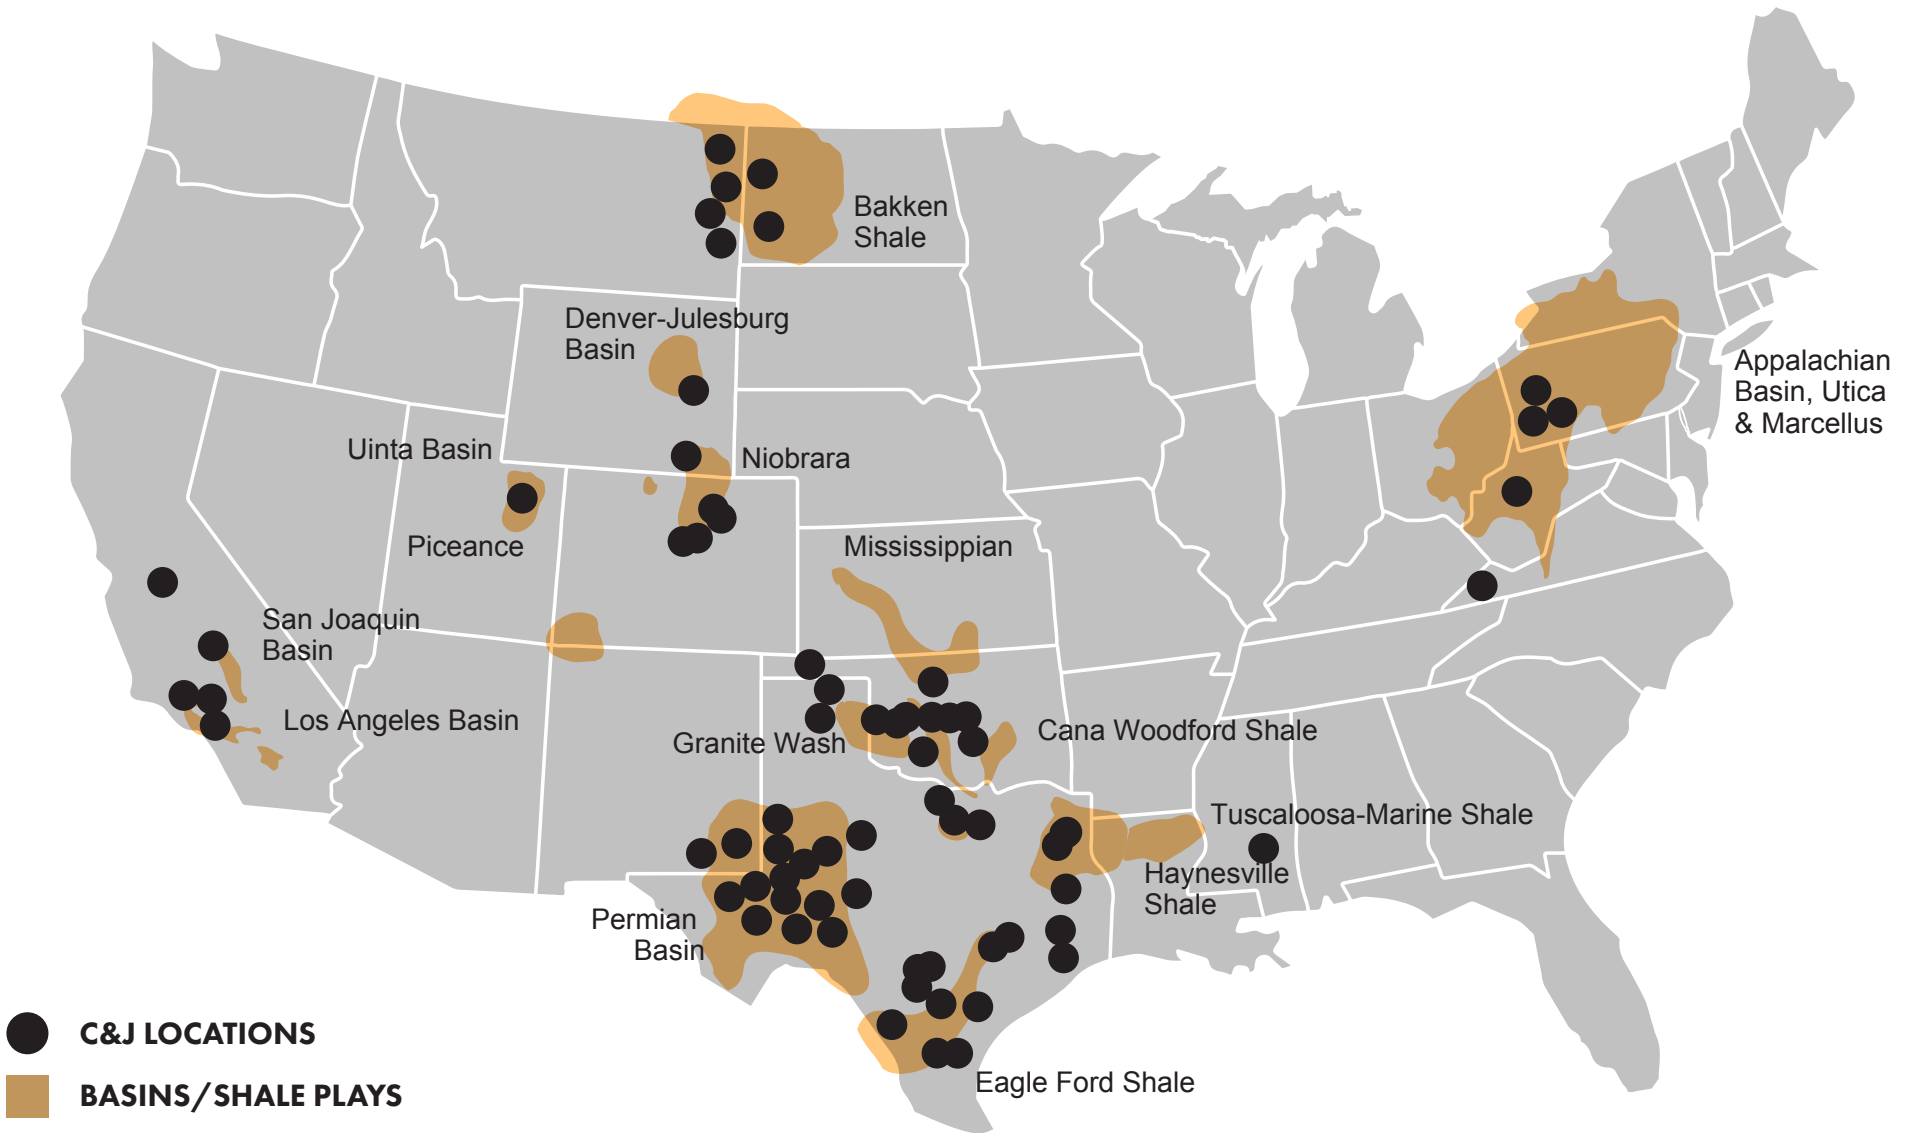 Bakken
Shale
Denver-Julesburg
Basin
Appalachian
Basin, Utica
& Marcellus
Uinta Basin
Niobrara
Piceance
Mississippian
San Joaquin
Basin
Los Angeles Basin
Granite Wash
Cana Woodford Shale
Tuscaloosa-Marine Shale
Haynesville
Shale
Permian
Basin
Eagle Ford Shale
C&J LOCATIONS
BASINS/SHALE PLAYS